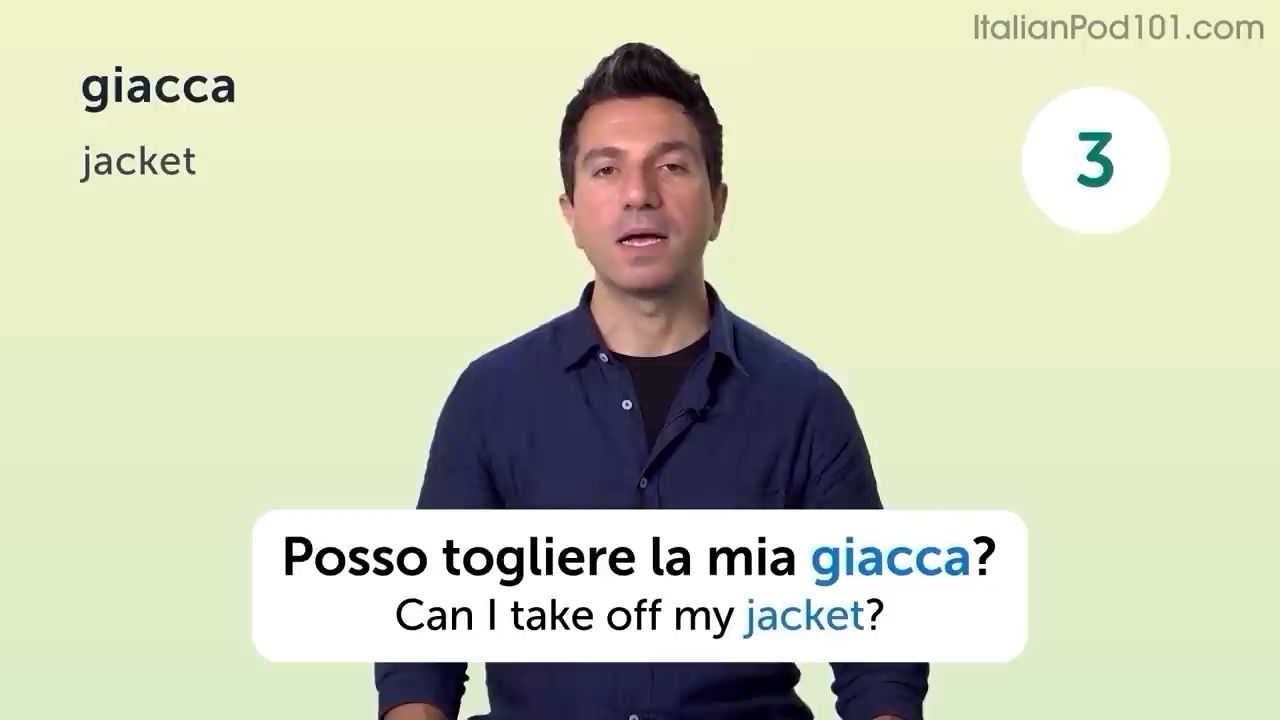 ItalianPod101.com
giacca
jacket
3
Posso togliere la mia giacca?
Can I take off my jacket?